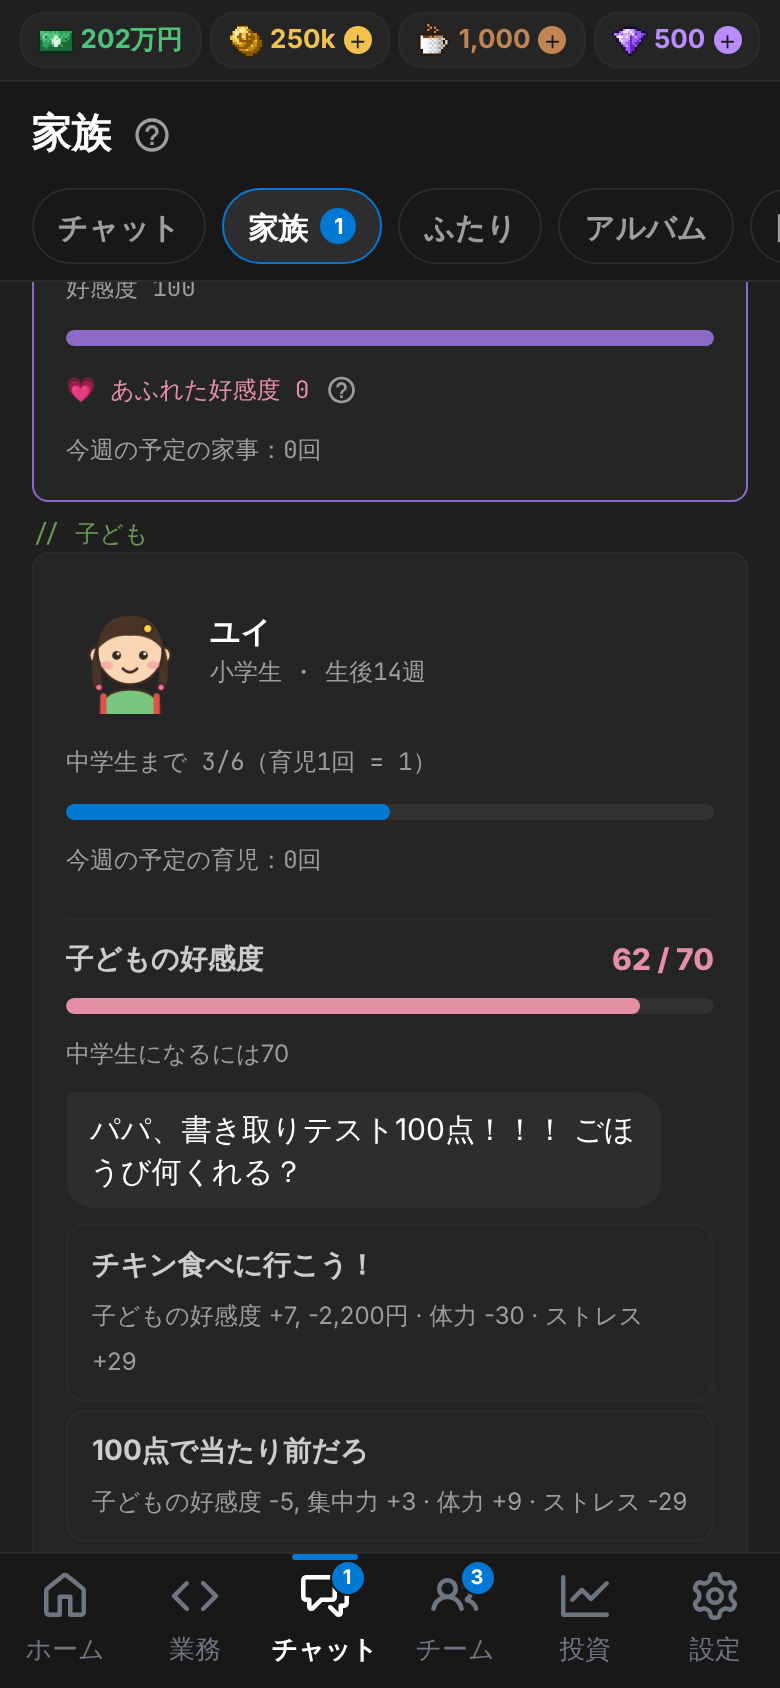 202万円
250k
1,000
500
家族
チャット
家族 1
ふたり
アルバム
好感度 100
あふれた好感度 0
今週の予定の家事：0回
// 子ども
ユイ
小学生 ・ 生後14週
中学生まで 3/6（育児1回 = 1）
今週の予定の育児：0回
子どもの好感度
62 / 70
中学生になるには70
パパ、書き取りテスト100点！！！ ごほ
うび何くれる？
チキン食べに行こう！
子どもの好感度 +7, -2,200円 · 体力 -30 · ストレス
+29
100点で当たり前だろ
子どもの好感度 -5, 集中力 +3 · 体力 +9 · ストレス -29
1
3
ホーム
業務
チャット
チーム
投資
設定